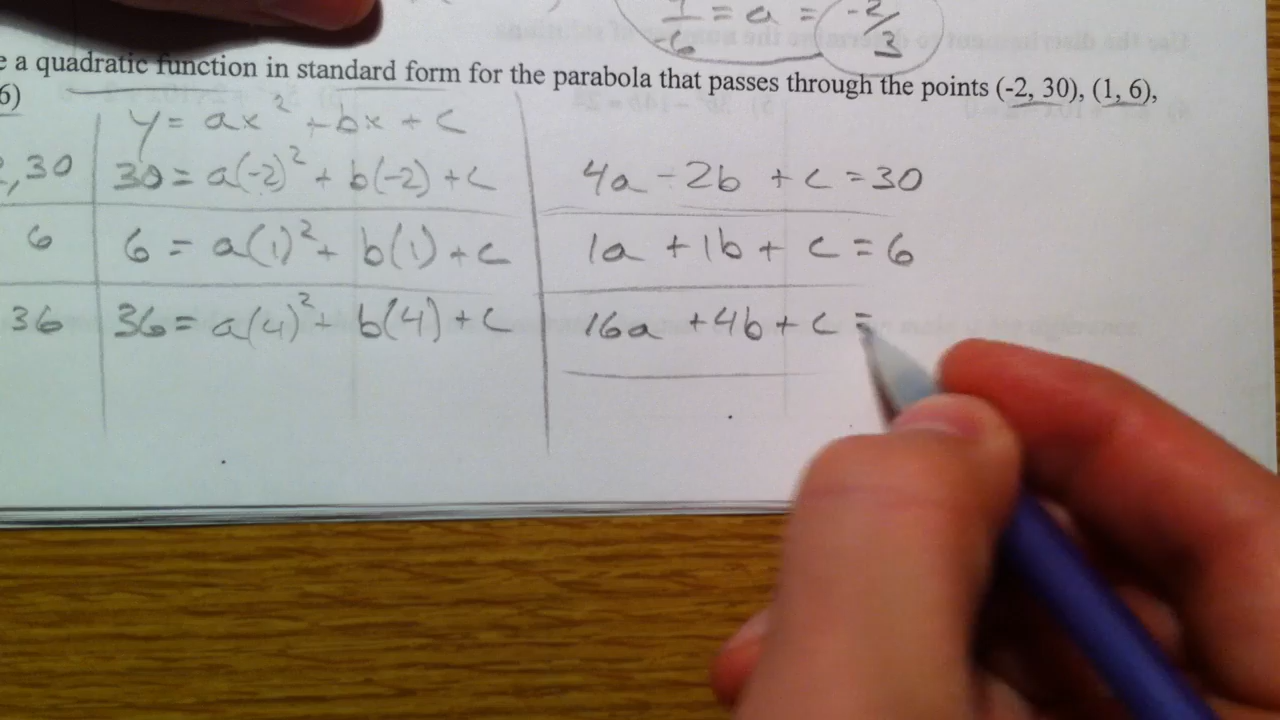 1/6 = a = -2/3
e a quadratic function in standard form for the parabola that passes through the points (-2, 30), (1, 6),
6)
y = ax² + bx + c
2,30 30 = a(-2)² + b(-2) + c 4a - 2b + c = 30
6 6 = a(1)² + b(1) + c 1a + 1b + c = 6
36 36 = a(4)² + b(4) + c 16a + 4b + c =